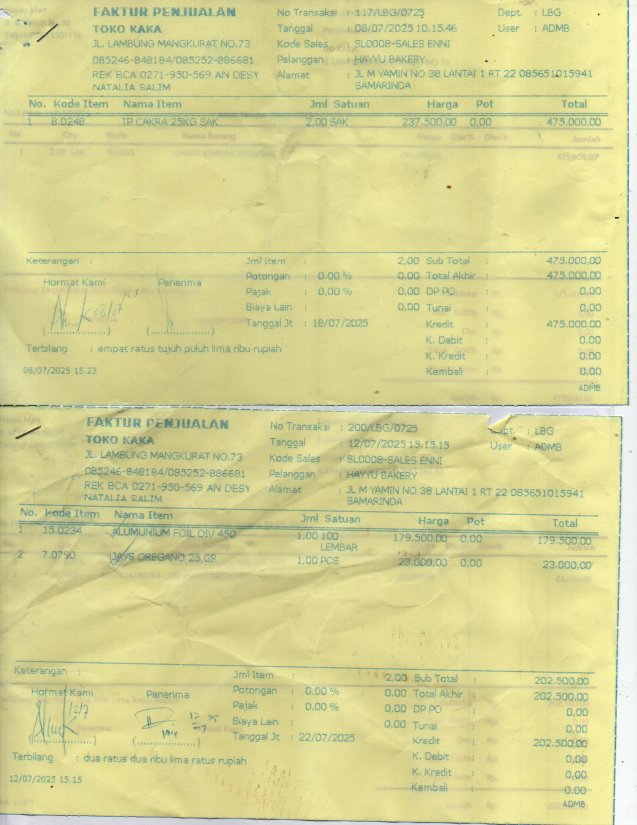 FAKTUR PENJUALAN
TOKO KAKA
JL. LAMBUNG MANGKURAT NO.73
085246-848184/085252-886681
REK BCA 0271-950-569 AN DESY
NATALIA SALIM
No Transaksi : 117/LBG/0725
Tanggal : 08/07/2025 10.15.46
Kode Sales : SL0008-SALES ENNI
Pelanggan : HAYYU BAKERY
Alamat : JL M YAMIN NO 38 LANTAI 1 RT 22 085651015941
SAMARINDA
Dept. : LBG
User : ADMB
No. Kode Item Nama Item Jml Satuan Harga Pot Total
1 8.0248 TP CAKRA 25KG SAK 2,00 SAK 237.500,00 0,00 475.000,00
Keterangan :
Hormat Kami Penerima
08/07
(................) (................)
Jml Item : 2,00
Potongan : 0,00 % 0,00
Pajak : 0,00 % 0,00
Biaya Lain : 0,00
Tanggal Jt : 18/07/2025
Sub Total : 475.000,00
Total Akhir : 475.000,00
DP PO : 0,00
Tunai : 0,00
Kredit : 475.000,00
K. Debit : 0,00
K. Kredit : 0,00
Kembali : 0,00
Terbilang : empat ratus tujuh puluh lima ribu rupiah
08/07/2025 15.23
ADMB
FAKTUR PENJUALAN
TOKO KAKA
JL. LAMBUNG MANGKURAT NO.73
085246-848184/085252-886681
REK BCA 0271-950-569 AN DESY
NATALIA SALIM
No Transaksi : 200/LBG/0725
Tanggal : 12/07/2025 15.15.15
Kode Sales : SL0008-SALES ENNI
Pelanggan : HAYYU BAKERY
Alamat : JL M YAMIN NO 38 LANTAI 1 RT 22 085651015941
SAMARINDA
Dept. : LBG
User : ADMB
No. Kode Item Nama Item Jml Satuan Harga Pot Total
1 15.0234 ALUMUNIUM FOIL OIV 450 1,00 100 LEMBAR 179.500,00 0,00 179.500,00
2 7.0790 JAYS OREGANO 25 GR 1,00 PCS 23.000,00 0,00 23.000,00
Keterangan :
Hormat Kami Penerima
12/7
(................) (................)
Jml Item : 2,00
Potongan : 0,00 % 0,00
Pajak : 0,00 % 0,00
Biaya Lain : 0,00
Tanggal Jt : 22/07/2025
Sub Total : 202.500,00
Total Akhir : 202.500,00
DP PO : 0,00
Tunai : 0,00
Kredit : 202.500,00
K. Debit : 0,00
K. Kredit : 0,00
Kembali : 0.00
Terbilang : dua ratus dua ribu lima ratus rupiah
12/07/2025 15.15
ADMB